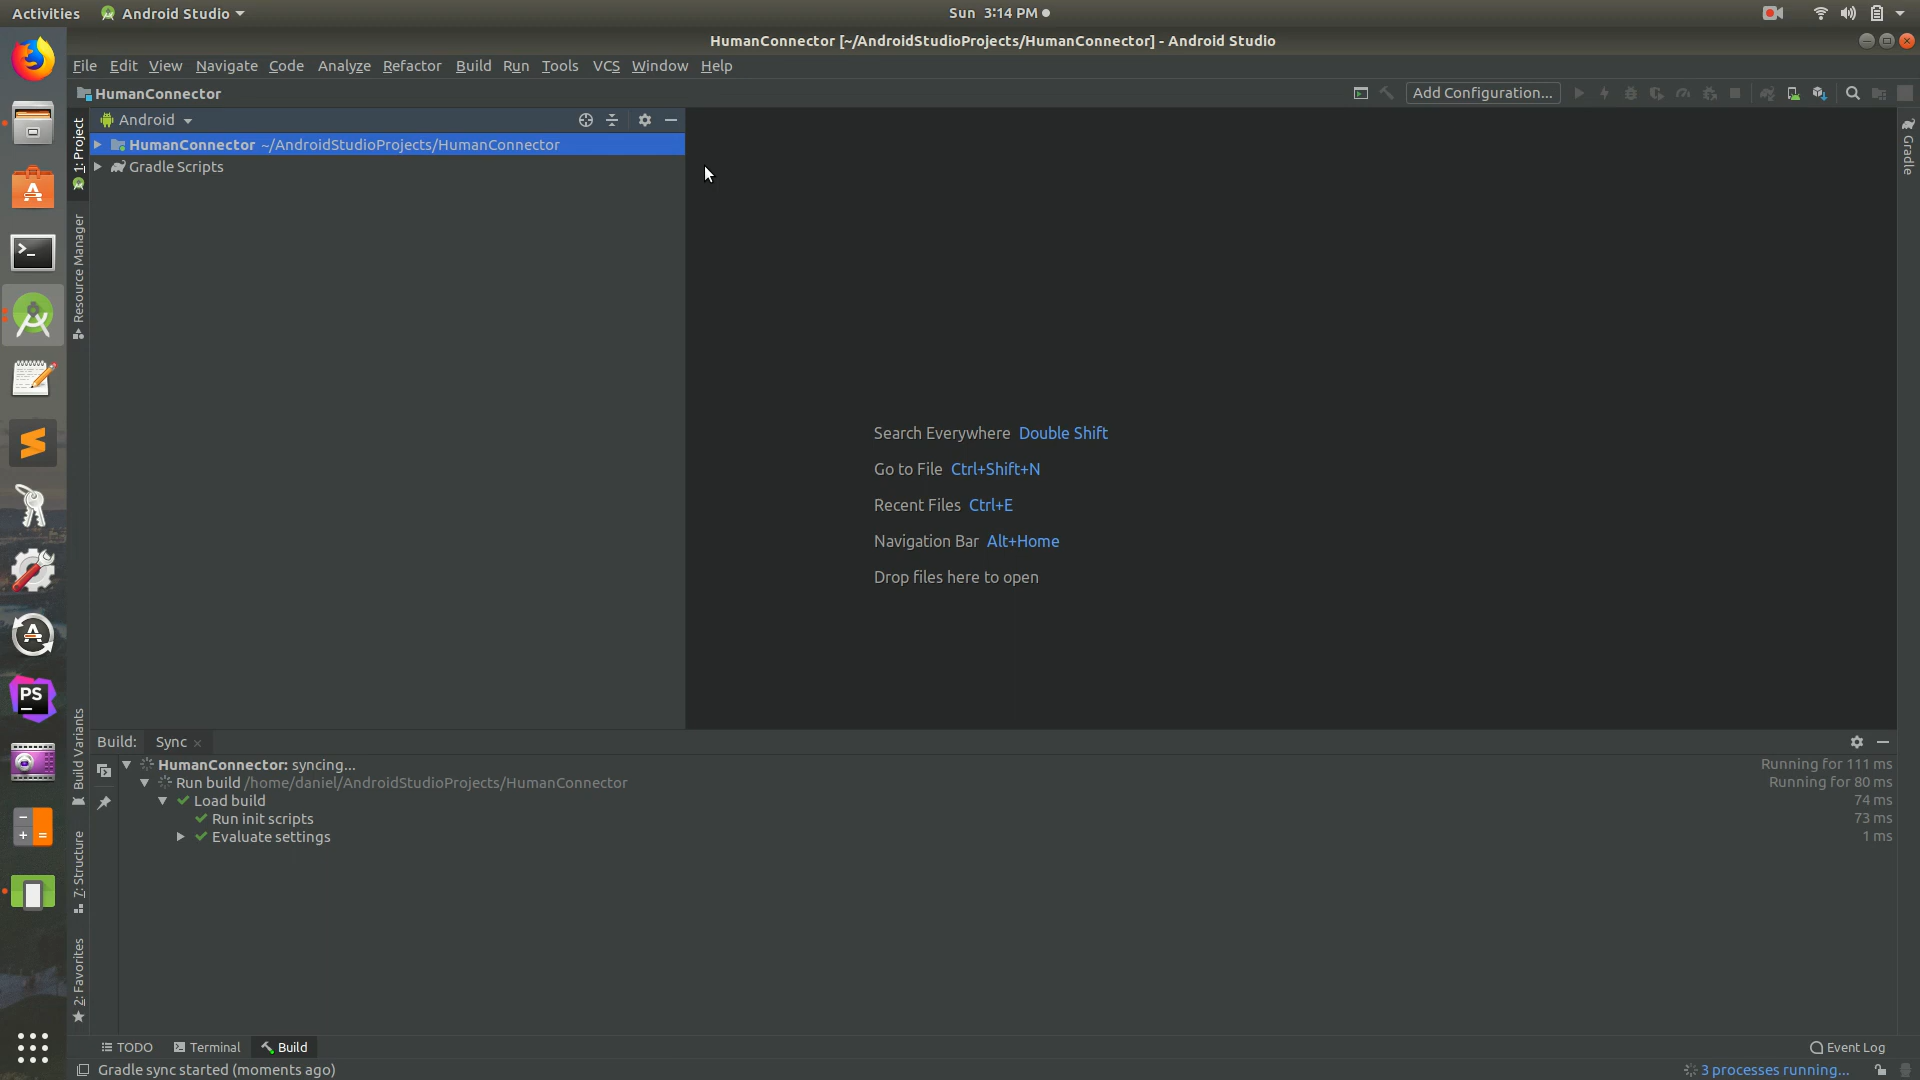 Activities Android Studio Sun 3:14 PM
HumanConnector [~/AndroidStudioProjects/HumanConnector] - Android Studio
File Edit View Navigate Code Analyze Refactor Build Run Tools VCS Window Help
HumanConnector Add Configuration...
Android
HumanConnector ~/AndroidStudioProjects/HumanConnector
Gradle Scripts
1: Project
Resource Manager
Build Variants
7: Structure
2: Favorites
Gradle
PS
Search Everywhere Double Shift
Go to File Ctrl+Shift+N
Recent Files Ctrl+E
Navigation Bar Alt+Home
Drop files here to open
Build: Sync
HumanConnector: syncing... Running for 111 ms
Run build /home/daniel/AndroidStudioProjects/HumanConnector Running for 80 ms
Load build 74 ms
Run init scripts 73 ms
Evaluate settings 1 ms
TODO Terminal Build Event Log
Gradle sync started (moments ago) 3 processes running...